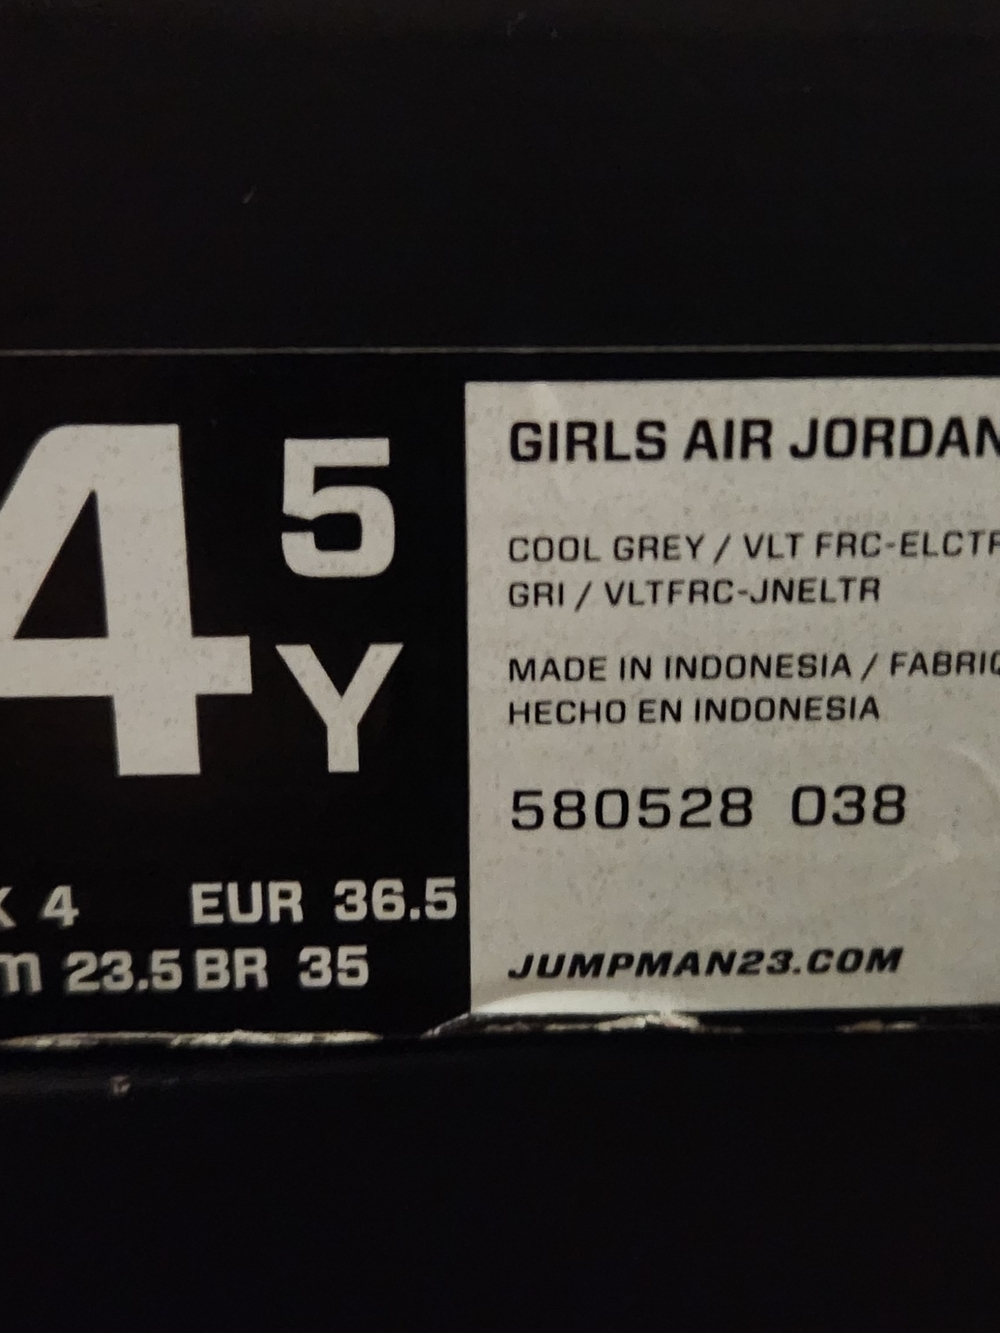 4 5
Y
4 EUR 36.5
23.5 BR 35
GIRLS AIR JORDAN
COOL GREY / VLT FRC-ELCTR
GRI / VLTFRC-JNELTR
MADE IN INDONESIA / FABRIQ
HECHO EN INDONESIA
580528 038
JUMPMAN23.COM